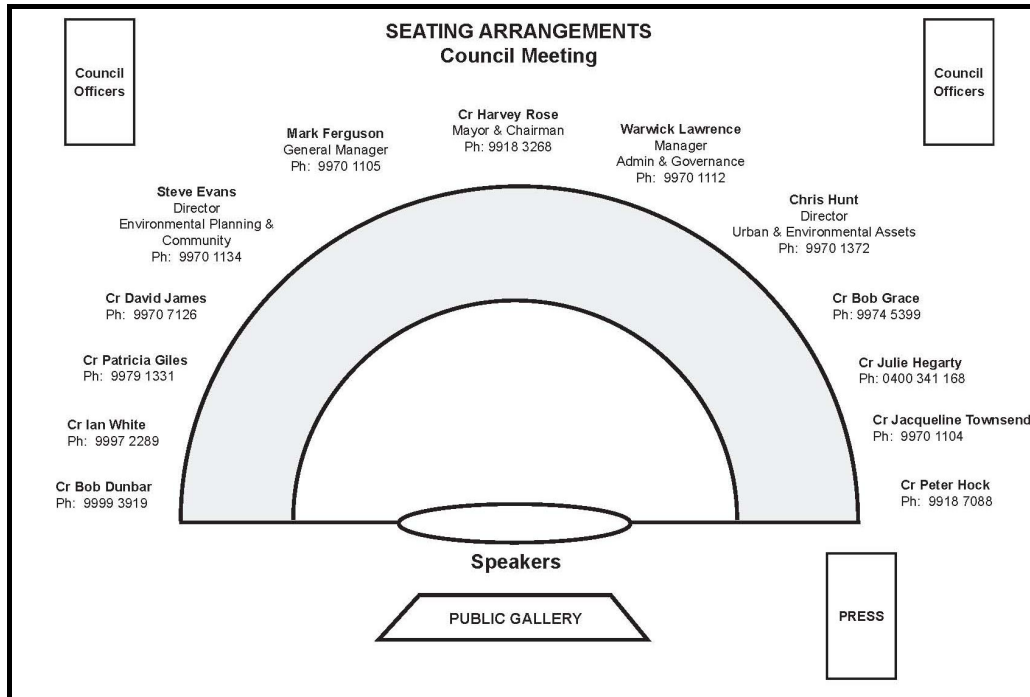 SEATING ARRANGEMENTS
Council Meeting
Council
Officers
Council
Officers
Cr Harvey Rose
Mayor & Chairman
Ph: 9918 3268
Mark Ferguson
General Manager
Ph: 9970 1105
Warwick Lawrence
Manager
Admin & Governance
Ph: 9970 1112
Steve Evans
Director
Environmental Planning &
Community
Ph: 9970 1134
Chris Hunt
Director
Urban & Environmental Assets
Ph: 9970 1372
Cr David James
Ph: 9970 7126
Cr Bob Grace
Ph: 9974 5399
Cr Patricia Giles
Ph: 9979 1331
Cr Julie Hegarty
Ph: 0400 341 168
Cr Ian White
Ph: 9997 2289
Cr Jacqueline Townsend
Ph: 9970 1104
Cr Bob Dunbar
Ph: 9999 3919
Cr Peter Hock
Ph: 9918 7088
Speakers
PUBLIC GALLERY
PRESS